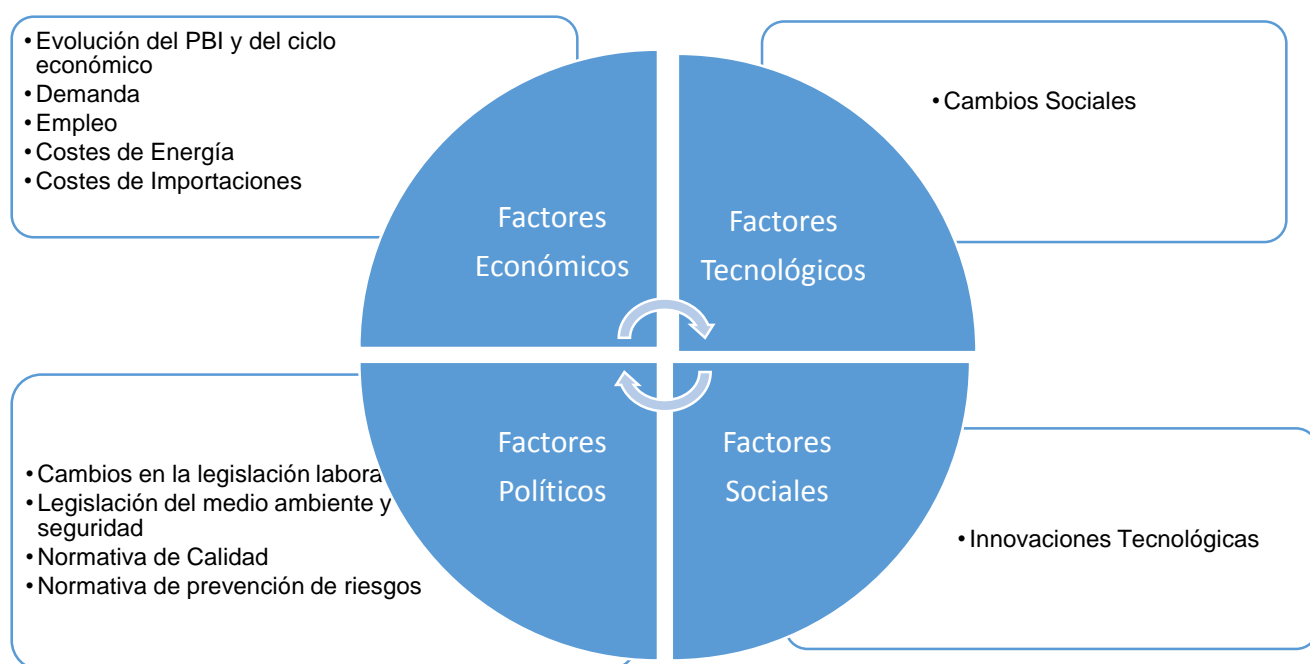 •Evolución del PBI y del ciclo
económico
•Demanda
•Empleo
•Costes de Energía
•Costes de Importaciones
•Cambios Sociales
Factores
Económicos
Factores
Tecnológicos
Factores
Políticos
Factores
Sociales
•Cambios en la legislación labora
•Legislación del medio ambiente y
seguridad
•Normativa de Calidad
•Normativa de prevención de riesgos
•Innovaciones Tecnológicas